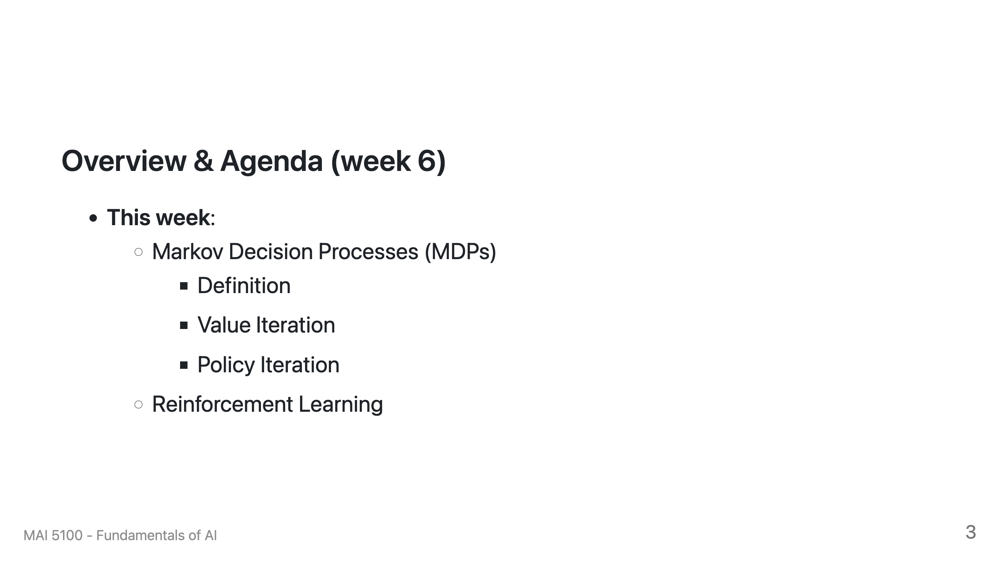 Overview & Agenda (week 6)
This week:
Markov Decision Processes (MDPs)
Definition
Value Iteration
Policy Iteration
Reinforcement Learning
MAI 5100 - Fundamentals of AI
3